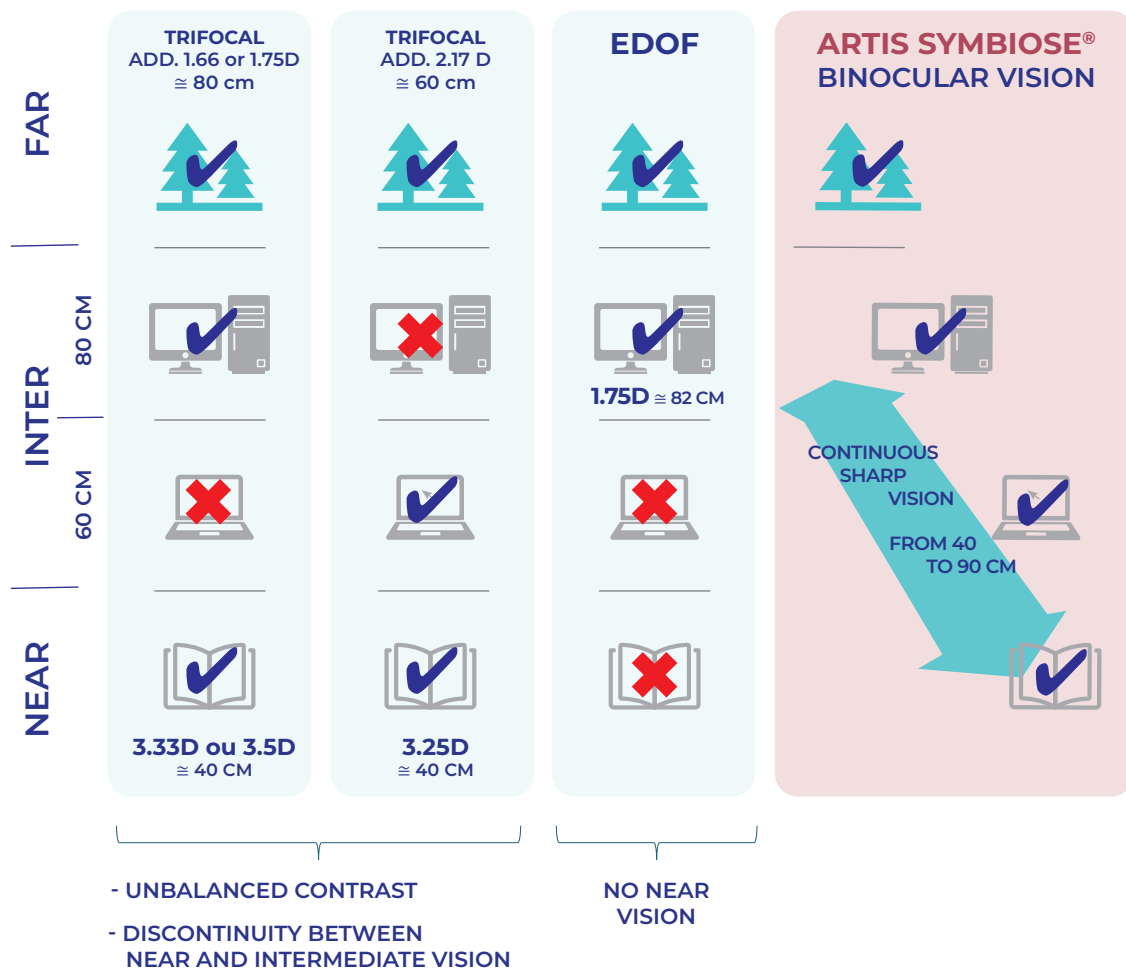 TRIFOCAL
ADD. 1.66 or 1.75D
≅ 80 cm
TRIFOCAL
ADD. 2.17 D
≅ 60 cm
EDOF
ARTIS SYMBIOSE®
BINOCULAR VISION
FAR
INTER
80 CM
1.75D ≅ 82 CM
60 CM
CONTINUOUS
SHARP
VISION
FROM 40
TO 90 CM
NEAR
3.33D ou 3.5D
≅ 40 CM
3.25D
≅ 40 CM
- UNBALANCED CONTRAST
- DISCONTINUITY BETWEEN
NEAR AND INTERMEDIATE VISION
NO NEAR
VISION